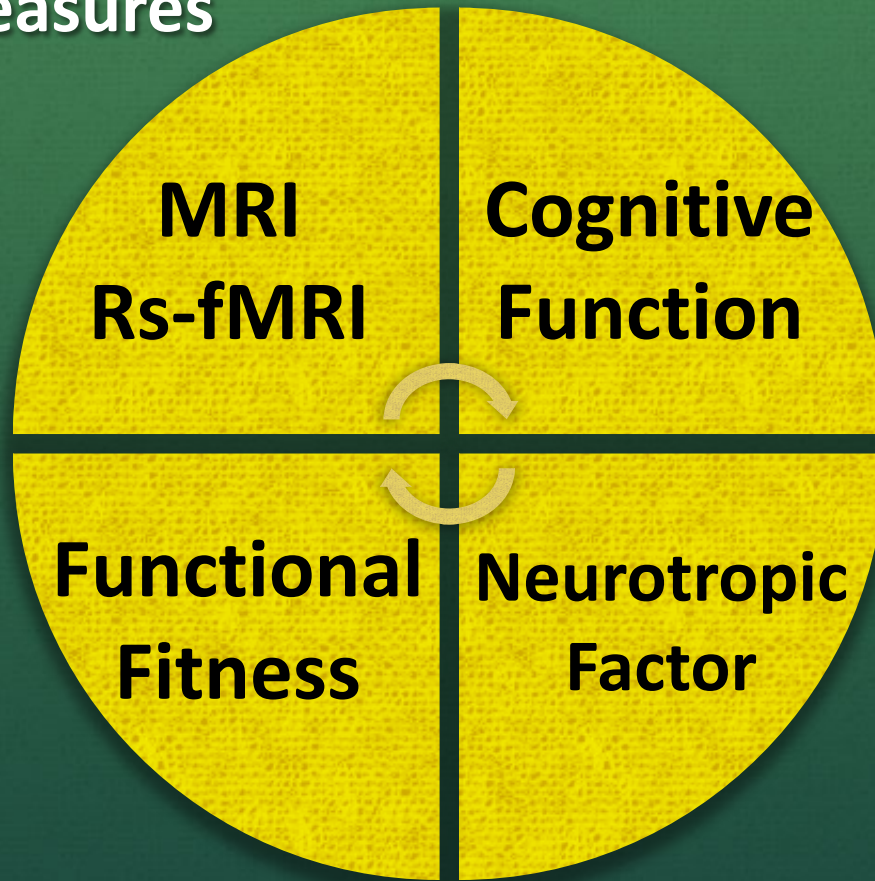 easures
MRI
Rs-fMRI
Cognitive
Function
Functional
Fitness
Neurotropic
Factor